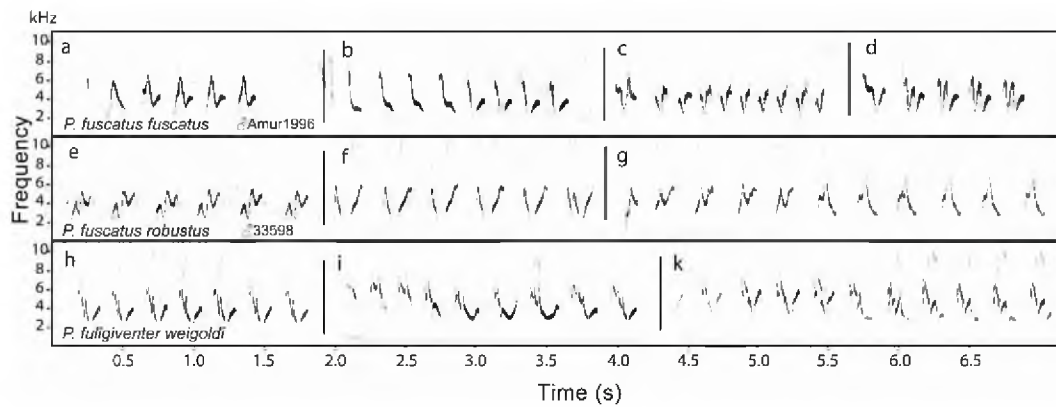 kHz
a b c d
10
8
6
4
2
P. fuscatus fuscatus ♂Amur1996
e f g
10
8
6
4
2
P. fuscatus robustus ♂33598
h i k
10
8
6
4
2
P. fuligiventer weigoldi
Frequency
0.5 1.0 1.5 2.0 2.5 3.0 3.5 4.0 4.5 5.0 5.5 6.0 6.5
Time (s)